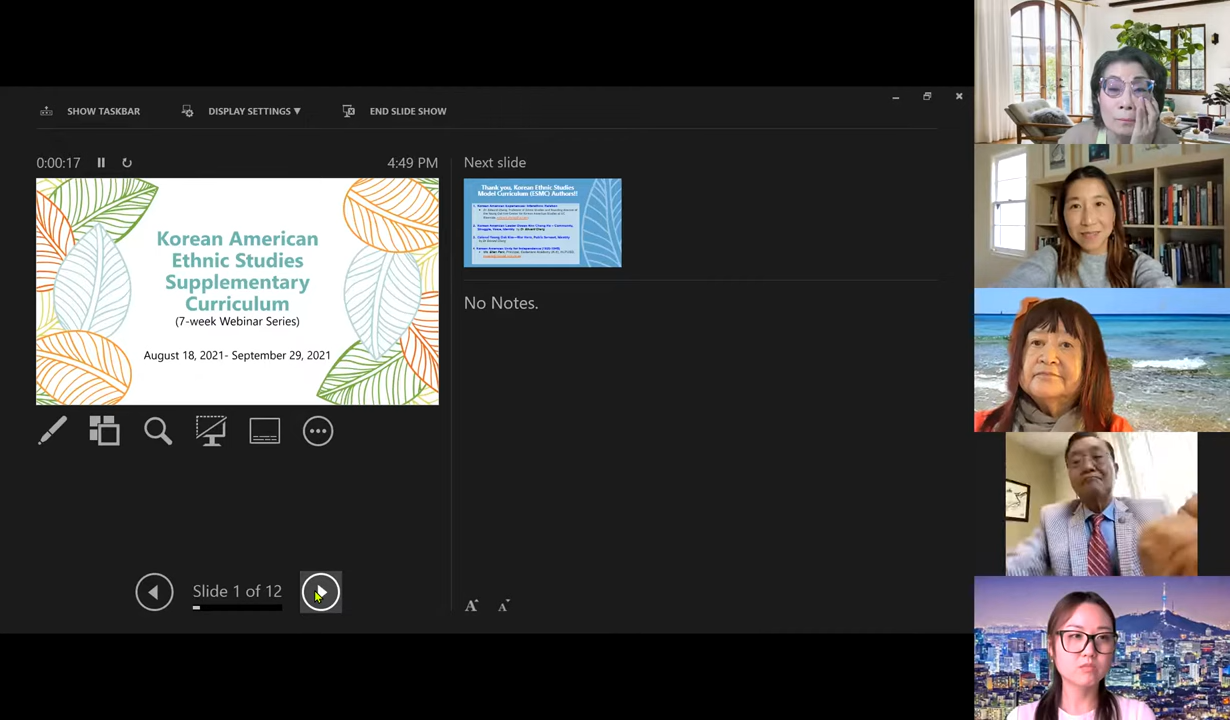 SHOW TASKBAR
DISPLAY SETTINGS ▼
END SLIDE SHOW
0:00:17
4:49 PM
Korean American
Ethnic Studies
Supplementary
Curriculum
(7-week Webinar Series)
August 18, 2021- September 29, 2021
Slide 1 of 12
Next slide
Thank you, Korean Ethnic Studies
Model Curriculum (ESMC) Authors!!
No Notes.
A
A